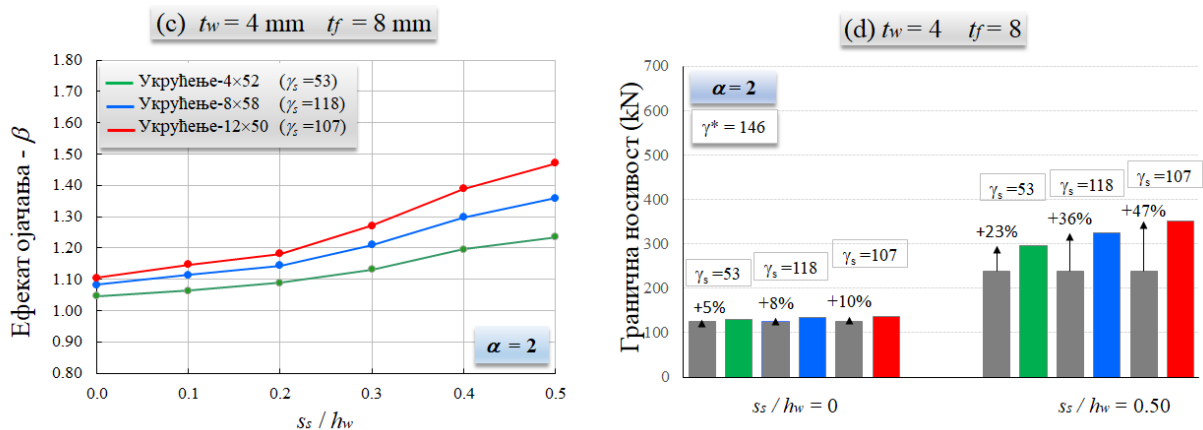 (c) tw = 4 mm tf = 8 mm
Ефекат ојачања - β
1.80
1.70
1.60
1.50
1.40
1.30
1.20
1.10
1.00
0.90
0.80
Укрућење-4×52 (γs =53)
Укрућење-8×58 (γs =118)
Укрућење-12×50 (γs =107)
α = 2
0.0 0.1 0.2 0.3 0.4 0.5
ss / hw
(d) tw = 4 tf = 8
Гранична носивост (kN)
700
600
500
400
300
200
100
0
α = 2
γ* = 146
γs = 53 γs = 118 γs = 107
+5% +8% +10%
γs = 53 γs = 118 γs = 107
+23% +36% +47%
ss / hw = 0 ss / hw = 0.50